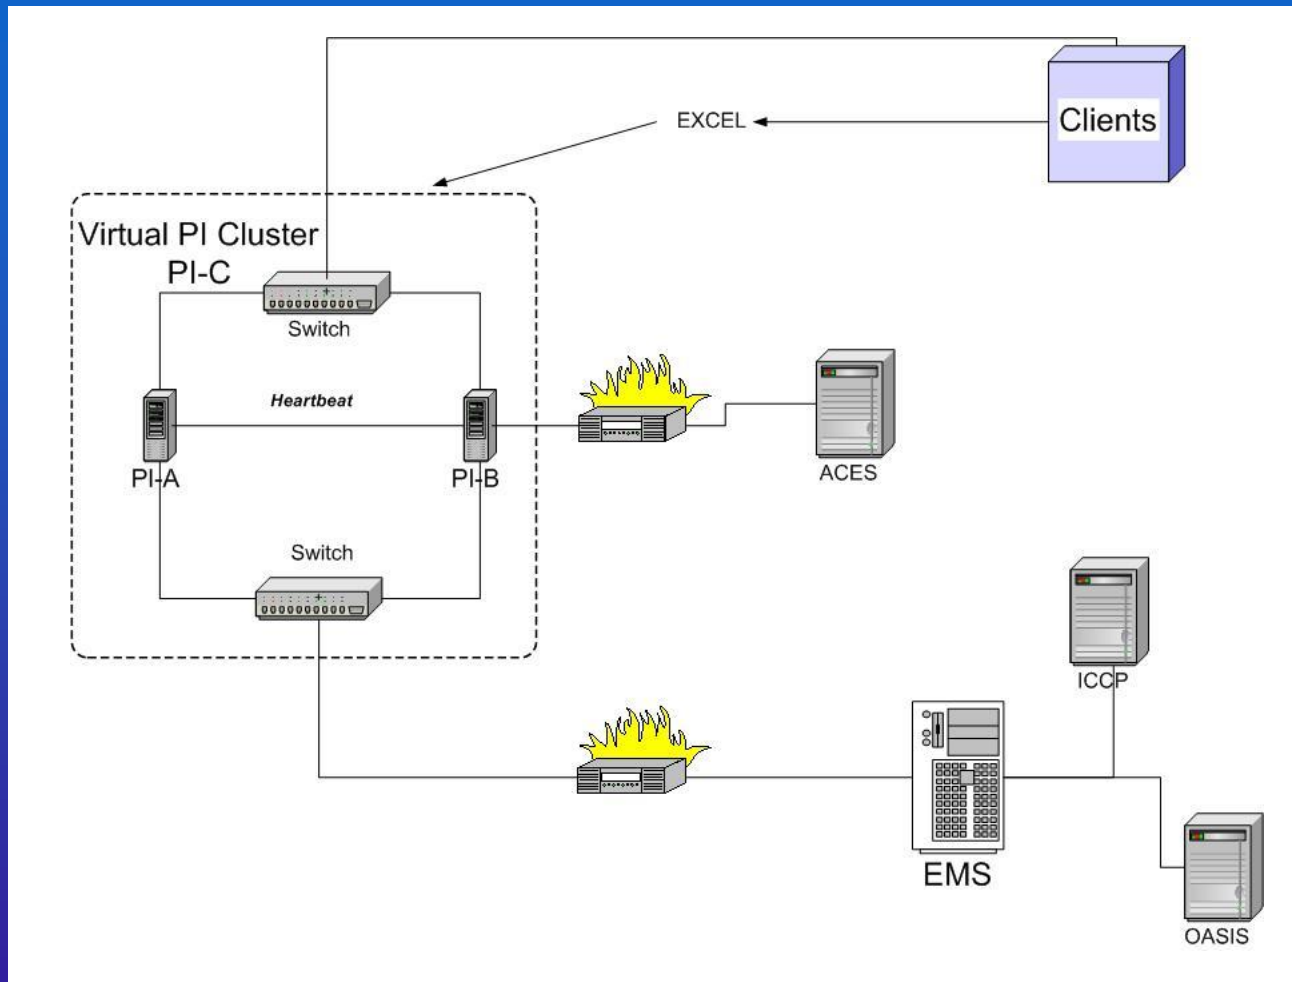 Clients
EXCEL
Virtual PI Cluster
PI-C
Switch
Heartbeat
PI-A
PI-B
ACES
Switch
ICCP
EMS
OASIS